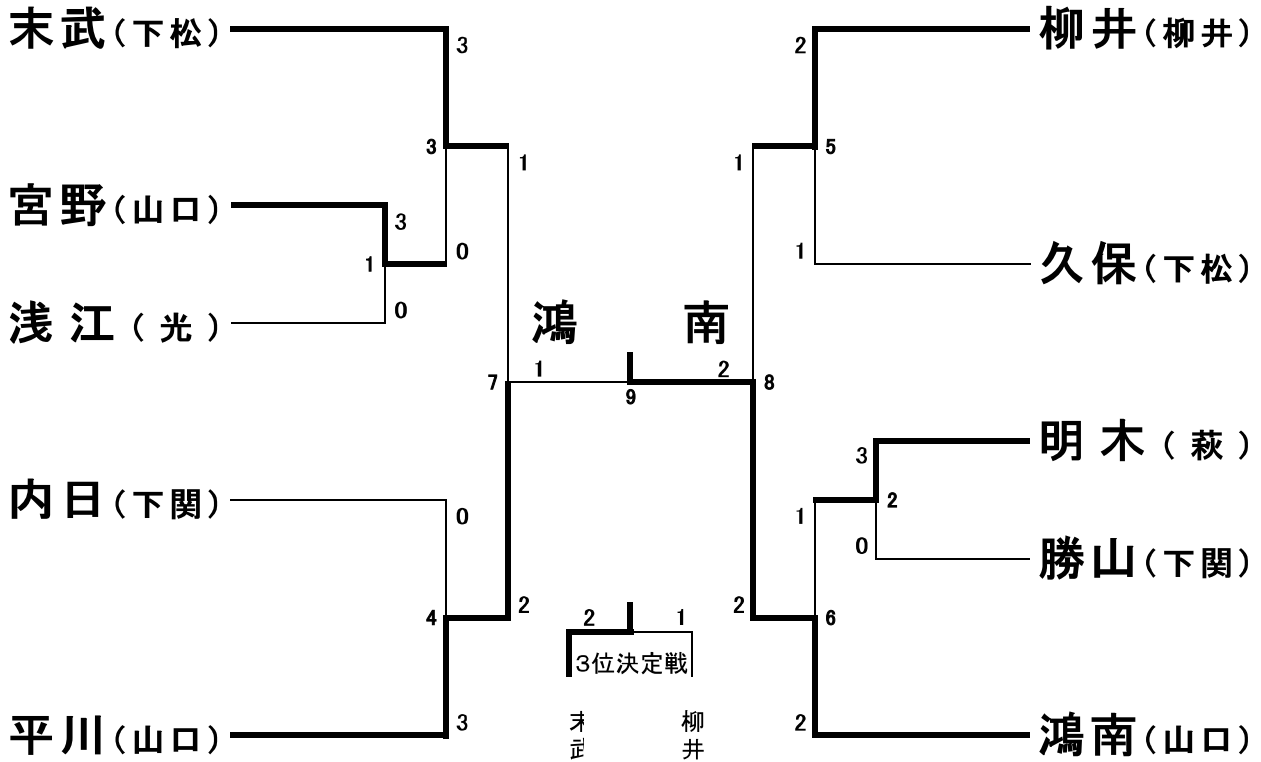 末武(下松) 3 2 柳井(柳井)
3 1 1 5
宮野(山口) 3
1 0 1 久保(下松)
浅江(光) 0
鴻南
7 1 2 8
9
明木(萩)
3
内日(下関) 0 1 2
0 勝山(下関)
4 2 2 1 2 6
3位決定戦
平川(山口) 3 2 鴻南(山口)
末武 柳井